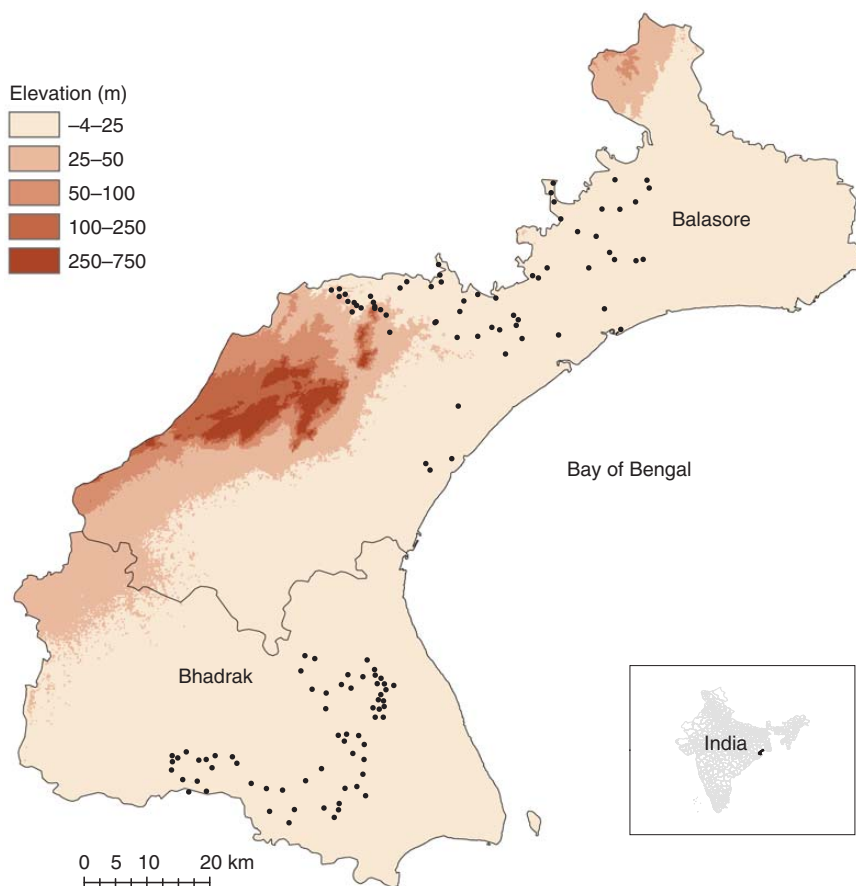 Elevation (m)
–4–25
25–50
50–100
100–250
250–750
Balasore
Bay of Bengal
Bhadrak
India
0 5 10 20 km